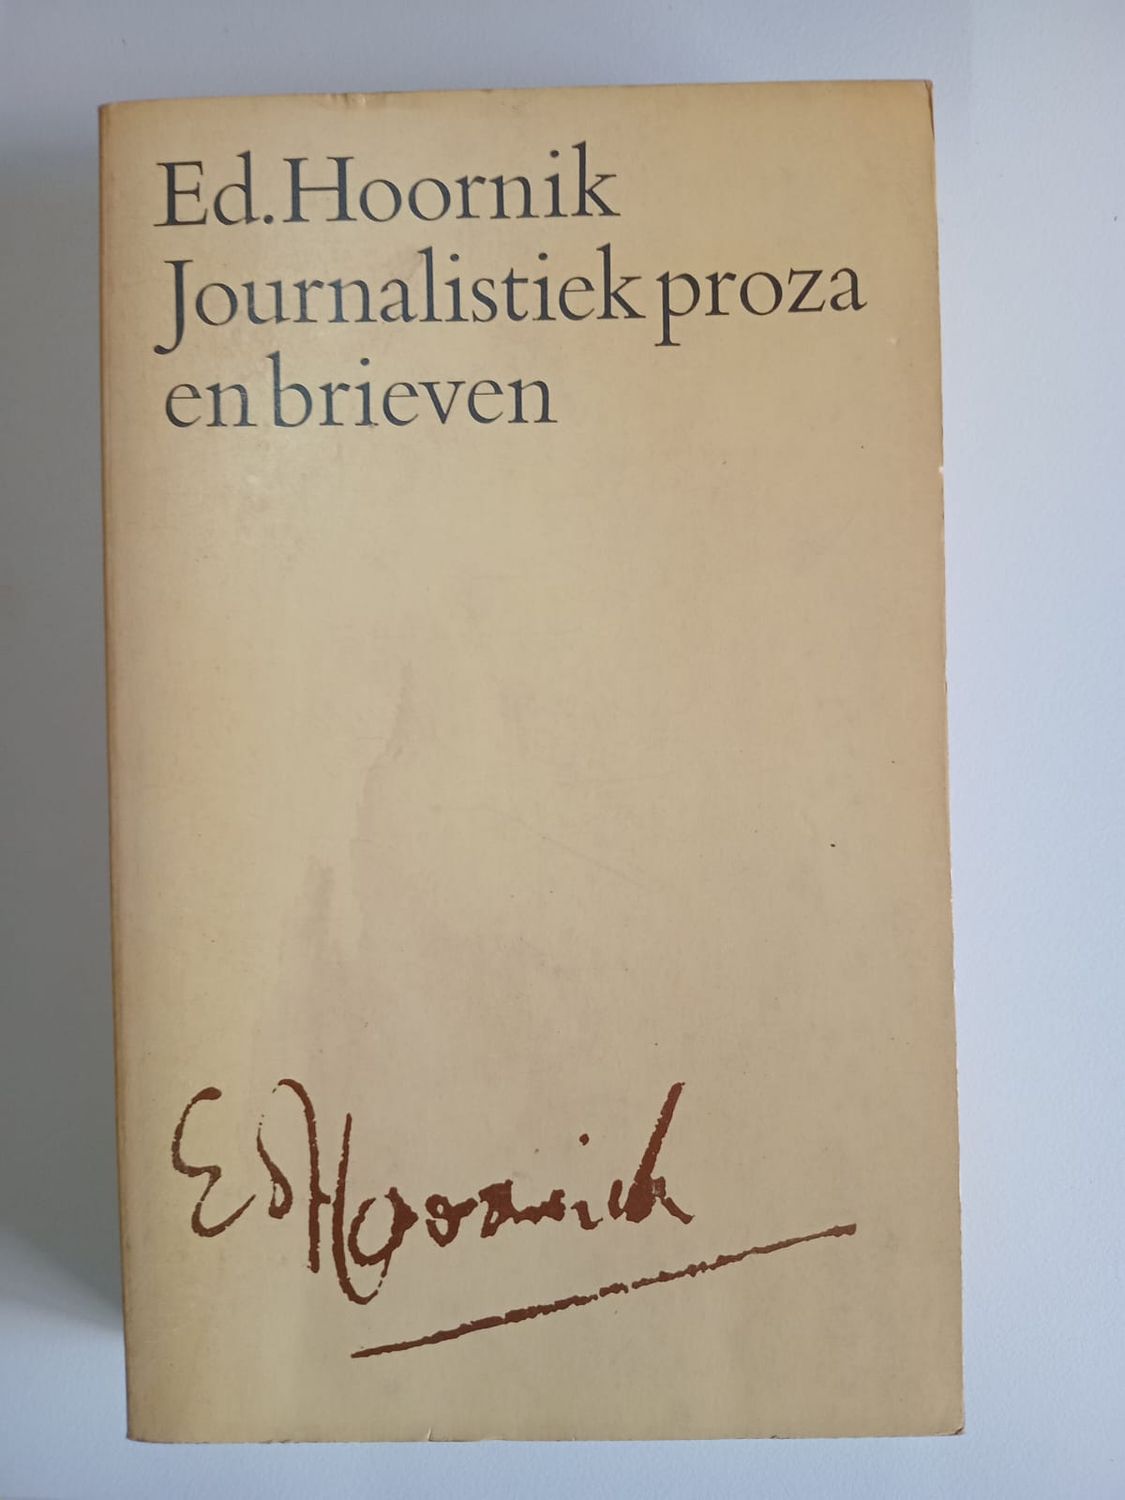 Ed. Hoornik
Journalistiek proza
en brieven
Ed Hoornik